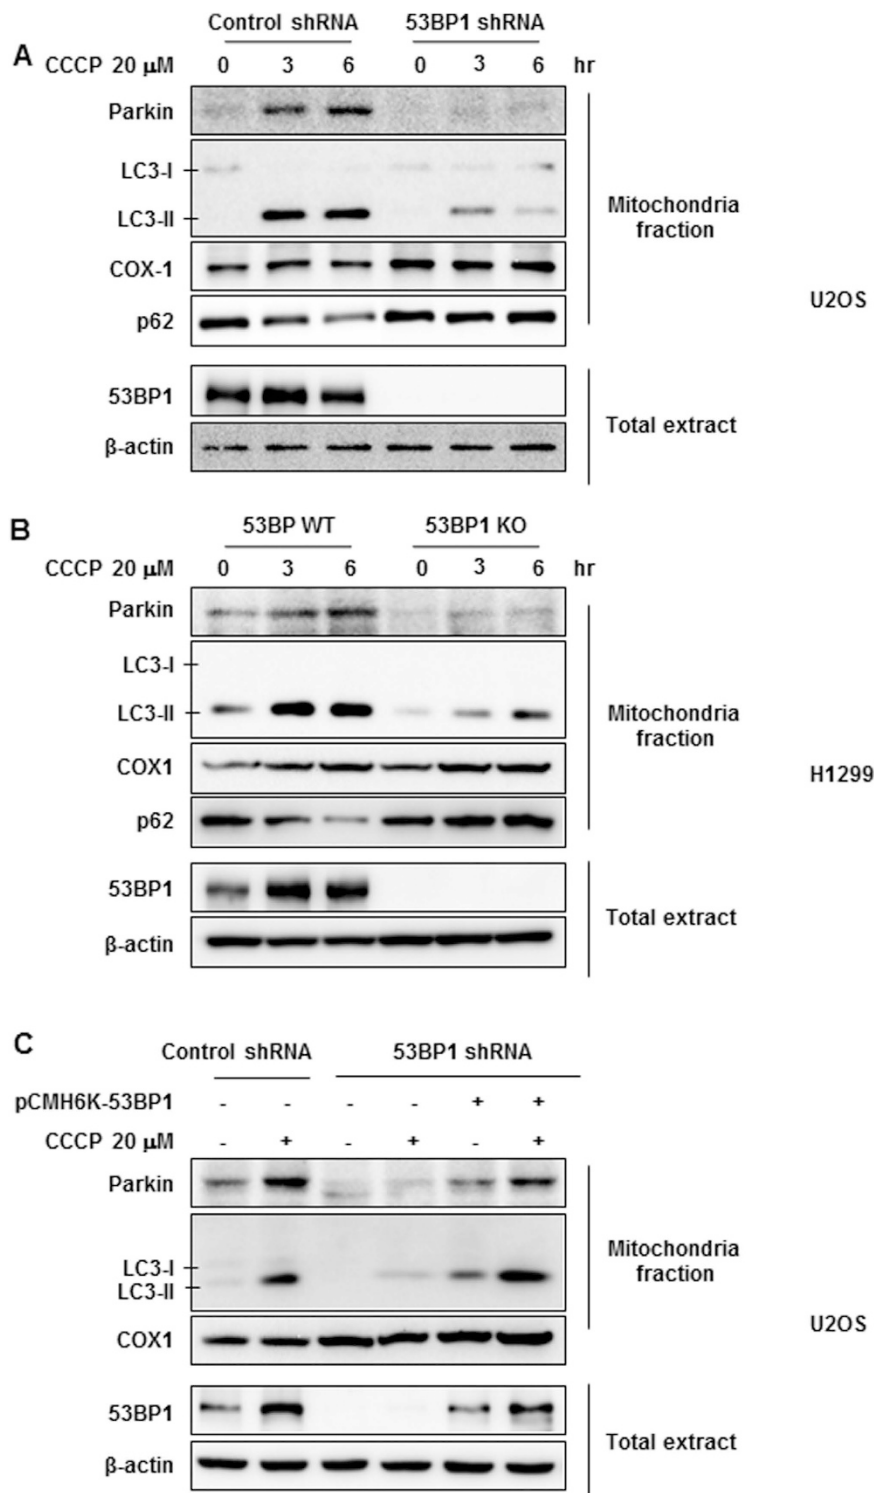 Control shRNA 53BP1 shRNA
A CCCP 20 μM 0 3 6 0 3 6 hr
Parkin
LC3-I
LC3-II
COX-1
p62
Mitochondria
fraction
U2OS
53BP1
β-actin
Total extract
B 53BP WT 53BP1 KO
CCCP 20 μM 0 3 6 0 3 6 hr
Parkin
LC3-I
LC3-II
COX1
p62
Mitochondria
fraction
H1299
53BP1
β-actin
Total extract
C Control shRNA 53BP1 shRNA
pCMH6K-53BP1 - - - - + +
CCCP 20 μM - + - + - +
Parkin
LC3-I
LC3-II
COX1
Mitochondria
fraction
U2OS
53BP1
β-actin
Total extract